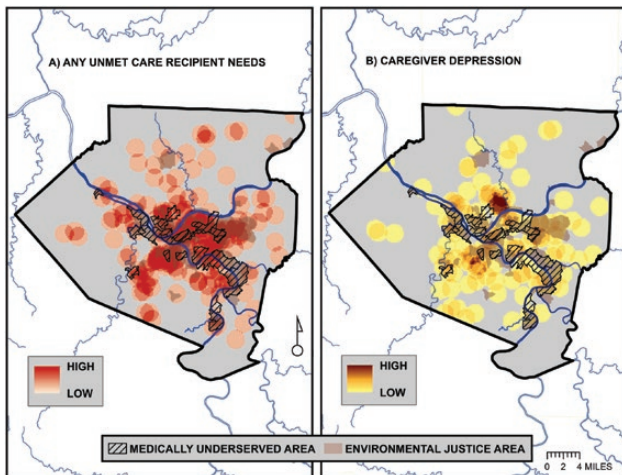 A) ANY UNMET CARE RECIPIENT NEEDS
HIGH
LOW
B) CAREGIVER DEPRESSION
HIGH
LOW
MEDICALLY UNDERSERVED AREA
ENVIRONMENTAL JUSTICE AREA
0 2 4 MILES